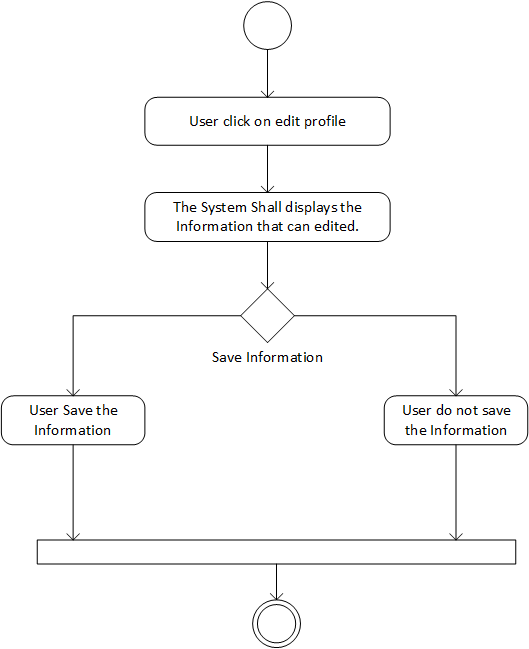 User click on edit profile
The System Shall displays the
Information that can edited.
Save Information
User Save the
Information
User do not save
the Information